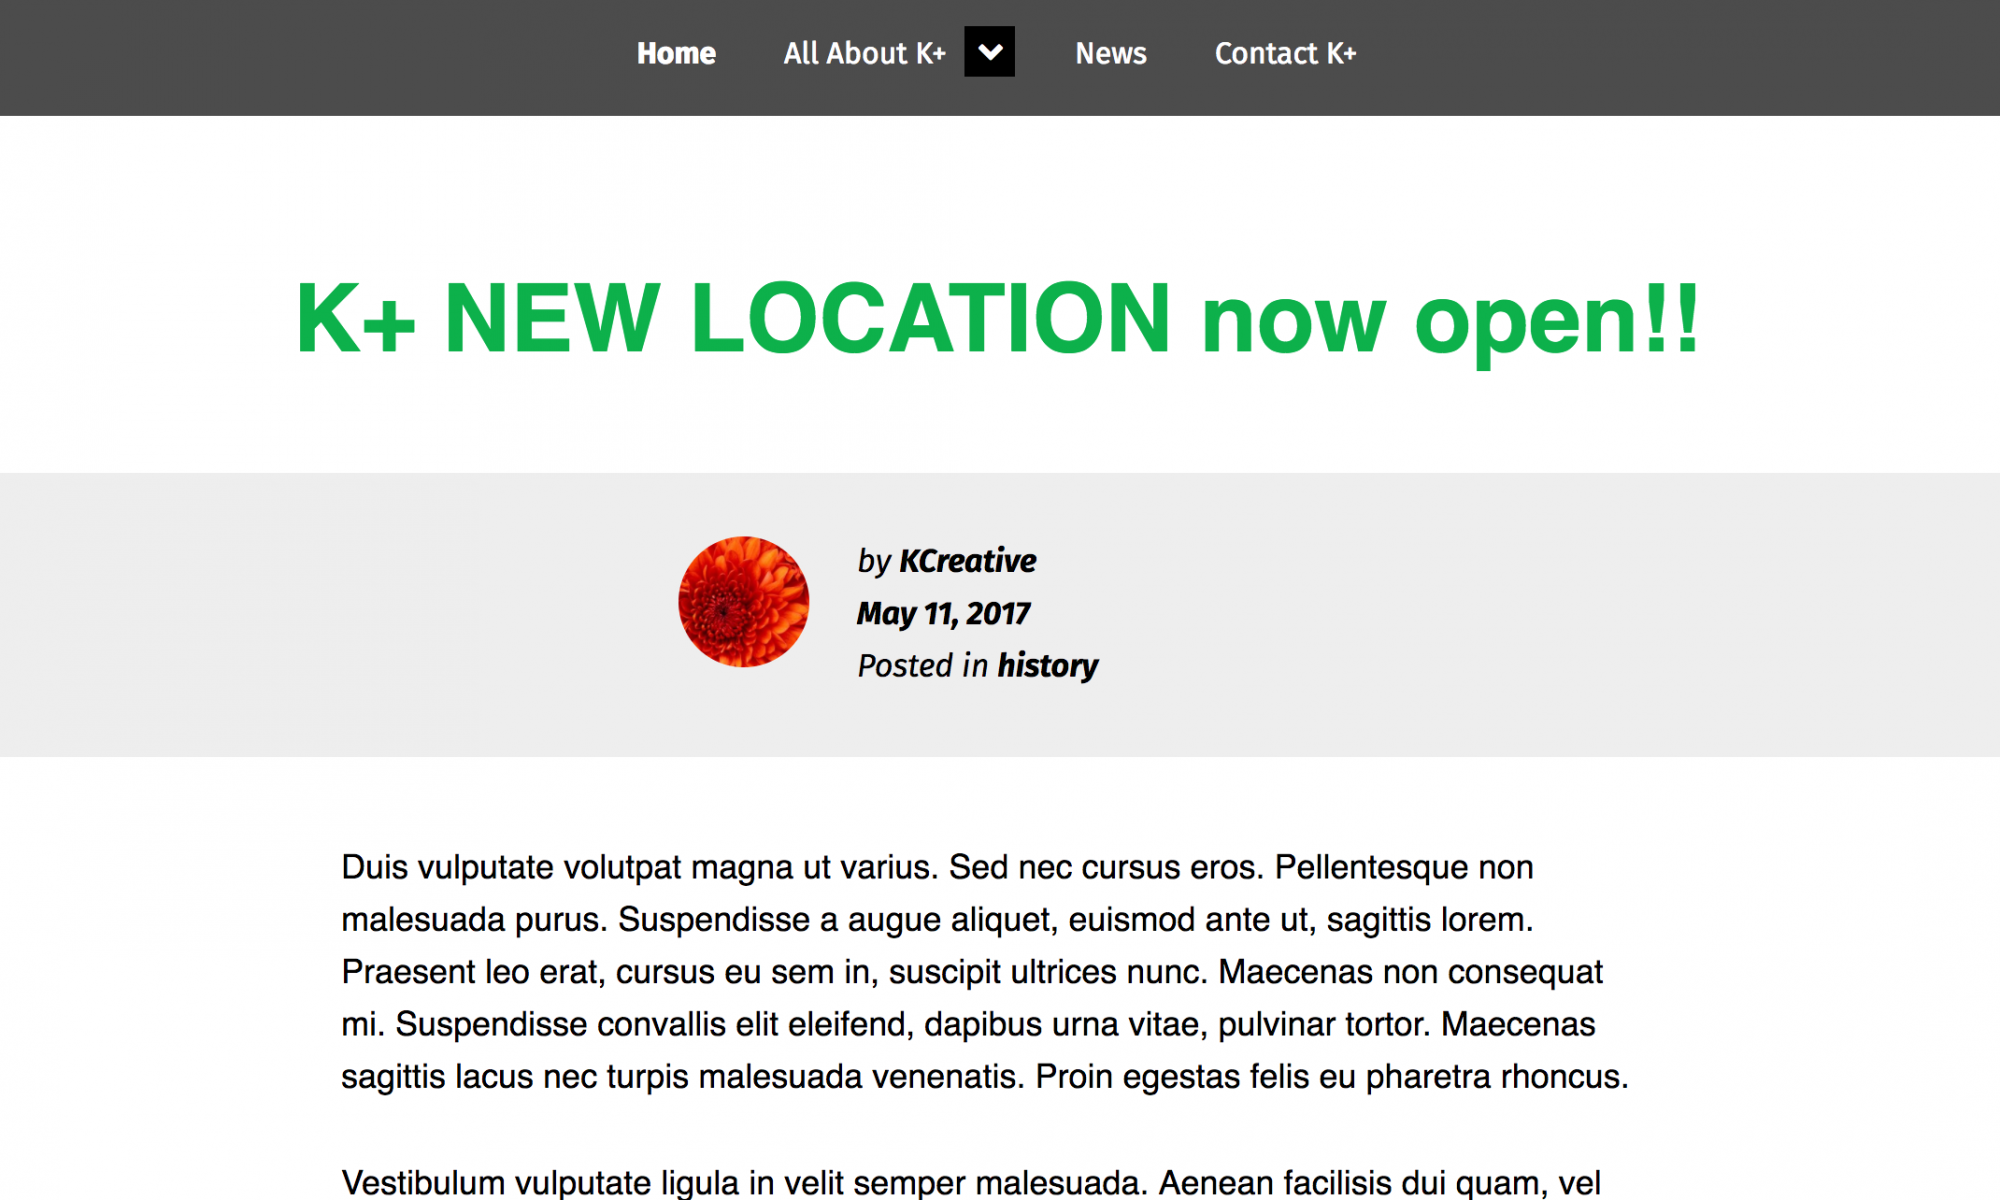 Home All About K+ News Contact K+
K+ NEW LOCATION now open!!
by KCreative
May 11, 2017
Posted in history
Duis vulputate volutpat magna ut varius. Sed nec cursus eros. Pellentesque non
malesuada purus. Suspendisse a augue aliquet, euismod ante ut, sagittis lorem.
Praesent leo erat, cursus eu sem in, suscipit ultrices nunc. Maecenas non consequat
mi. Suspendisse convallis elit eleifend, dapibus urna vitae, pulvinar tortor. Maecenas
sagittis lacus nec turpis malesuada venenatis. Proin egestas felis eu pharetra rhoncus.
Vestibulum vulputate ligula in velit semper malesuada. Aenean facilisis dui quam, vel